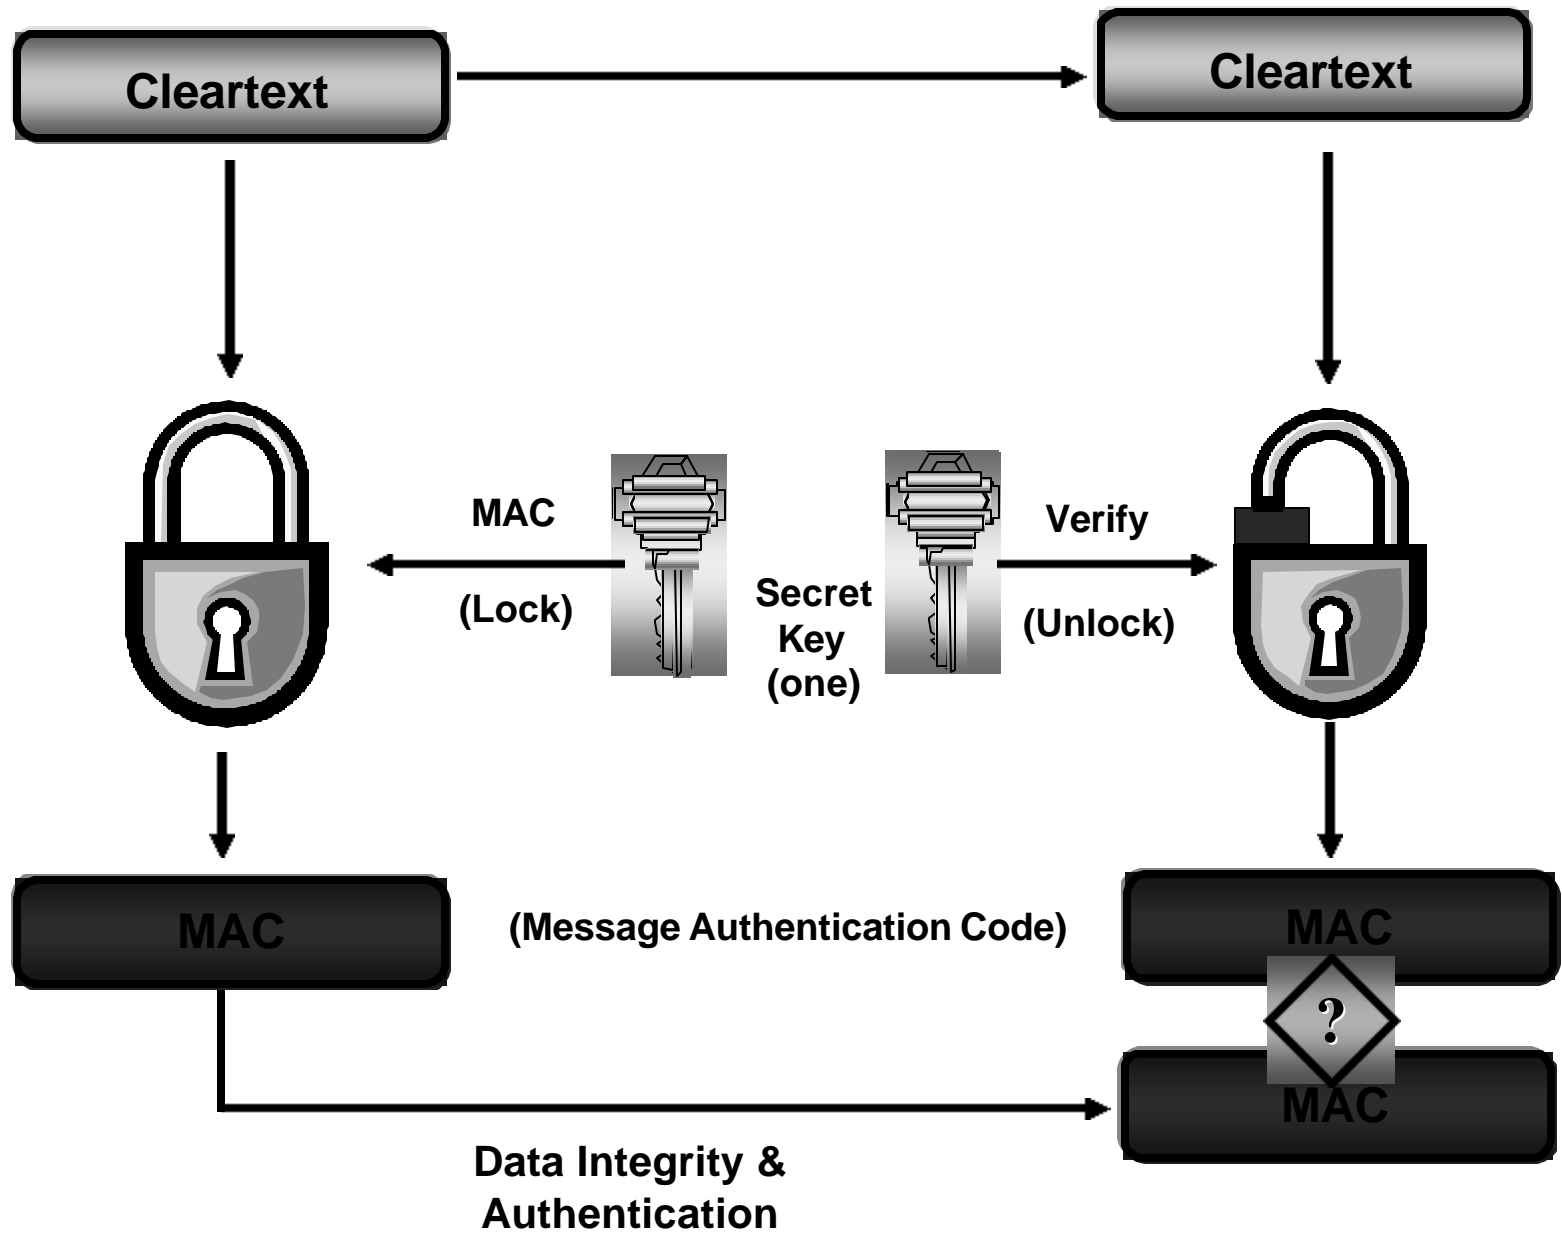 Cleartext
Cleartext
MAC
(Lock)
Secret
Key
(one)
Verify
(Unlock)
MAC
(Message Authentication Code)
MAC
?
MAC
Data Integrity &
Authentication